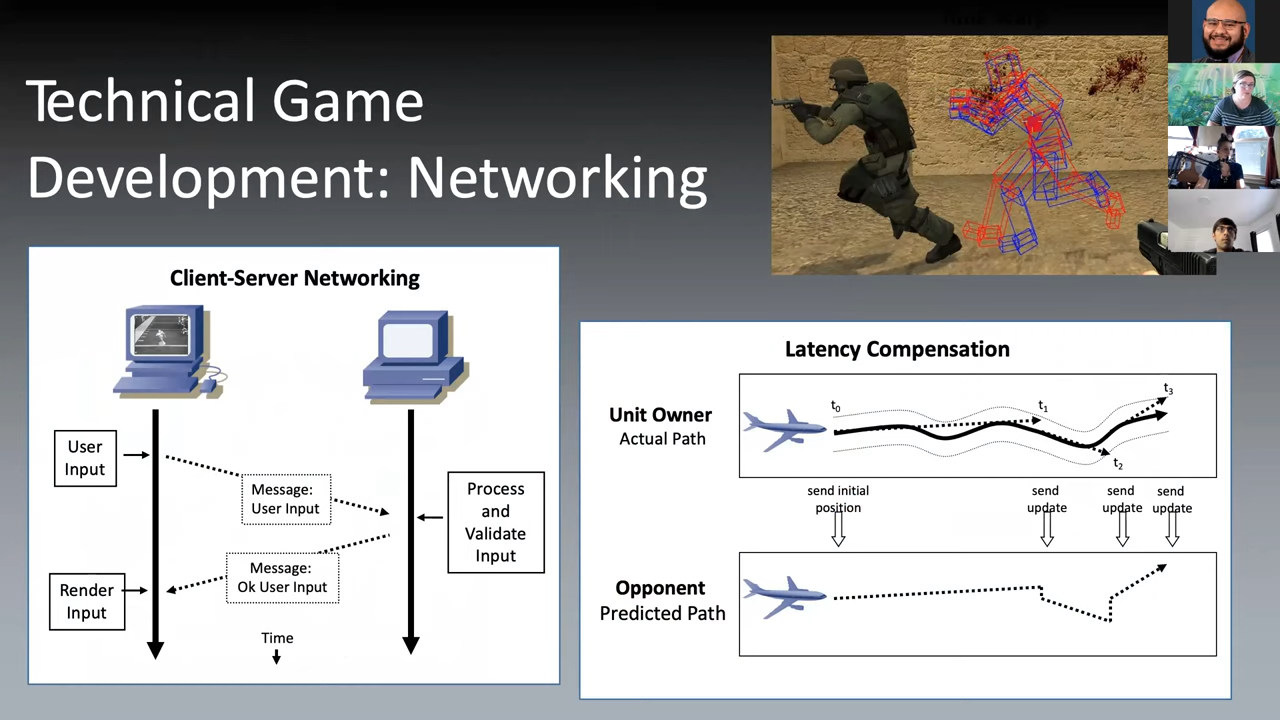 Technical Game
Development: Networking
Client-Server Networking
User
Input
Message:
User Input
Process
and
Validate
Input
Message:
Ok User Input
Render
Input
Time
Latency Compensation
Unit Owner
Actual Path
t0
t1
t2
t3
send initial
position
send
update
send
update
send
update
Opponent
Predicted Path